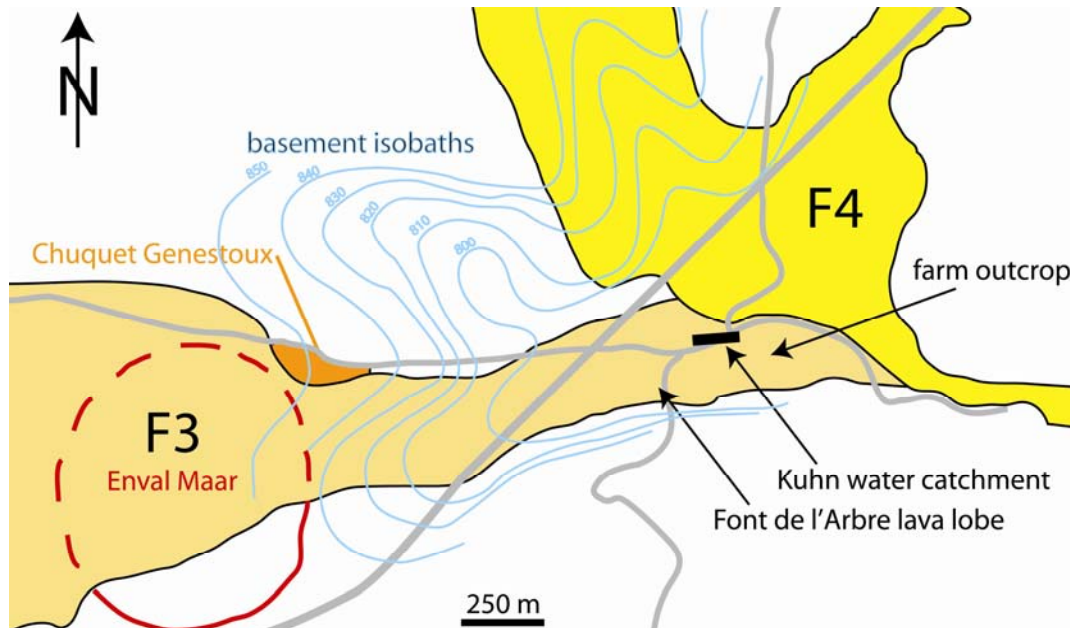 N
basement isobaths
850
840
830
820
810
800
Chuquet Genestoux
F4
farm outcrop
F3
Enval Maar
Kuhn water catchment
Font de l'Arbre lava lobe
250 m